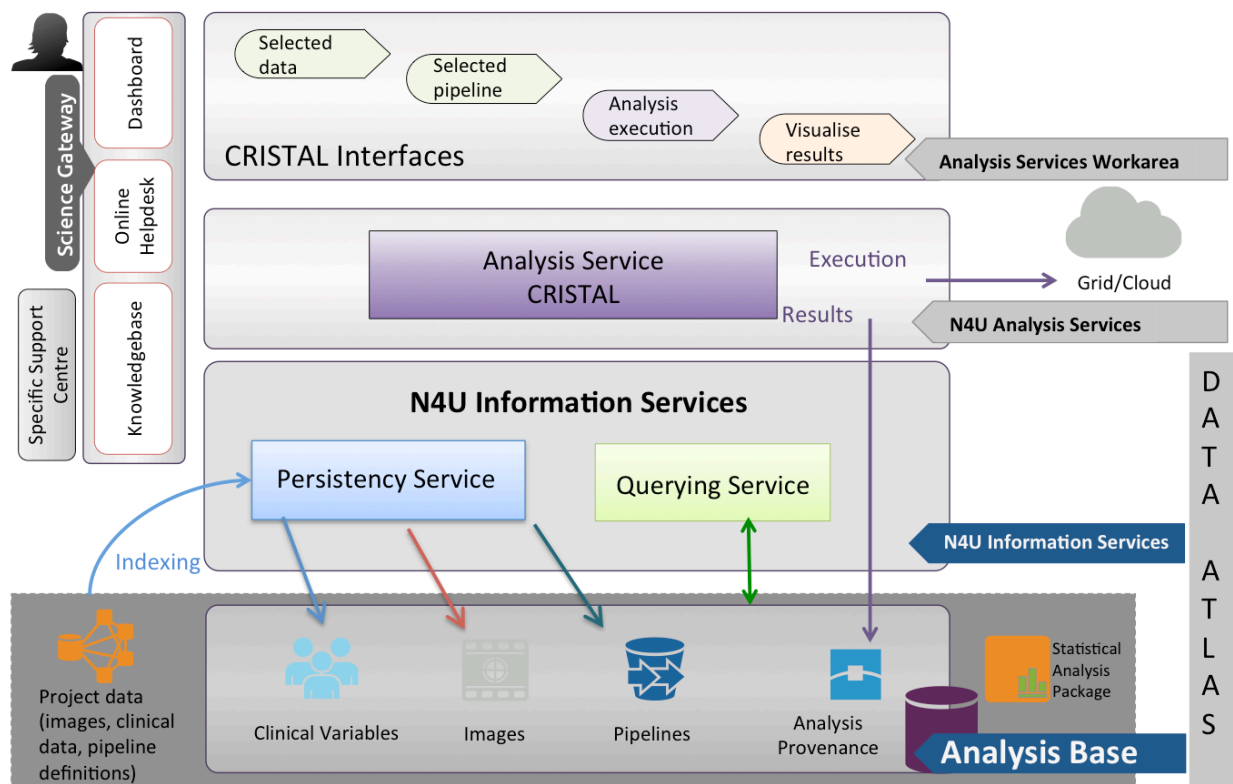 Science Gateway
Dashboard
Online
Helpdesk
Knowledgebase
Specific Support
Centre
Selected
data
Selected
pipeline
Analysis
execution
Visualise
results
CRISTAL Interfaces
Analysis Services Workarea
Analysis Service
CRISTAL
Execution
Results
Grid/Cloud
N4U Analysis Services
N4U Information Services
Persistency Service
Querying Service
Indexing
N4U Information Services
DATA ATLAS
Project data
(images, clinical
data, pipeline
definitions)
Clinical Variables
Images
Pipelines
Analysis
Provenance
Statistical
Analysis
Package
Analysis Base